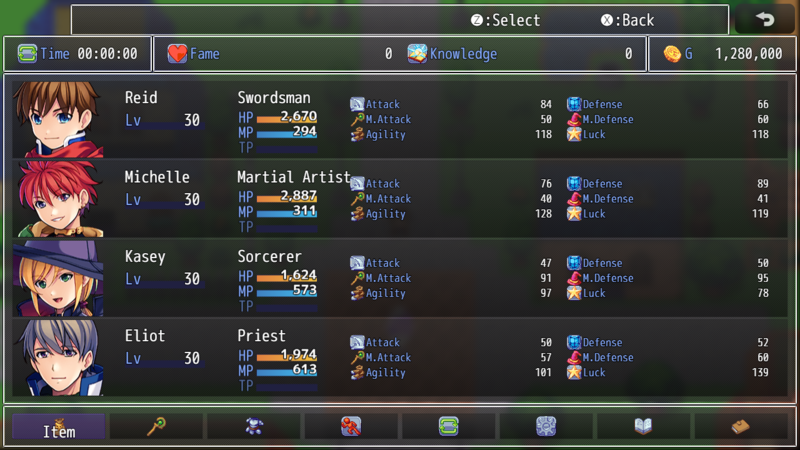 Z:Select X:Back
Time 00:00:00 Fame 0 Knowledge 0 G 1,280,000
Reid Swordsman
Lv 30 HP 2,670 Attack 84 Defense 66
MP 294 M.Attack 50 M.Defense 60
TP Agility 118 Luck 118
Michelle Martial Artist
Lv 30 HP 2,887 Attack 76 Defense 89
MP 311 M.Attack 40 M.Defense 41
TP Agility 128 Luck 119
Kasey Sorcerer
Lv 30 HP 1,624 Attack 47 Defense 50
MP 573 M.Attack 91 M.Defense 95
TP Agility 97 Luck 78
Eliot Priest
Lv 30 HP 1,974 Attack 50 Defense 52
MP 613 M.Attack 57 M.Defense 60
TP Agility 101 Luck 139
Item